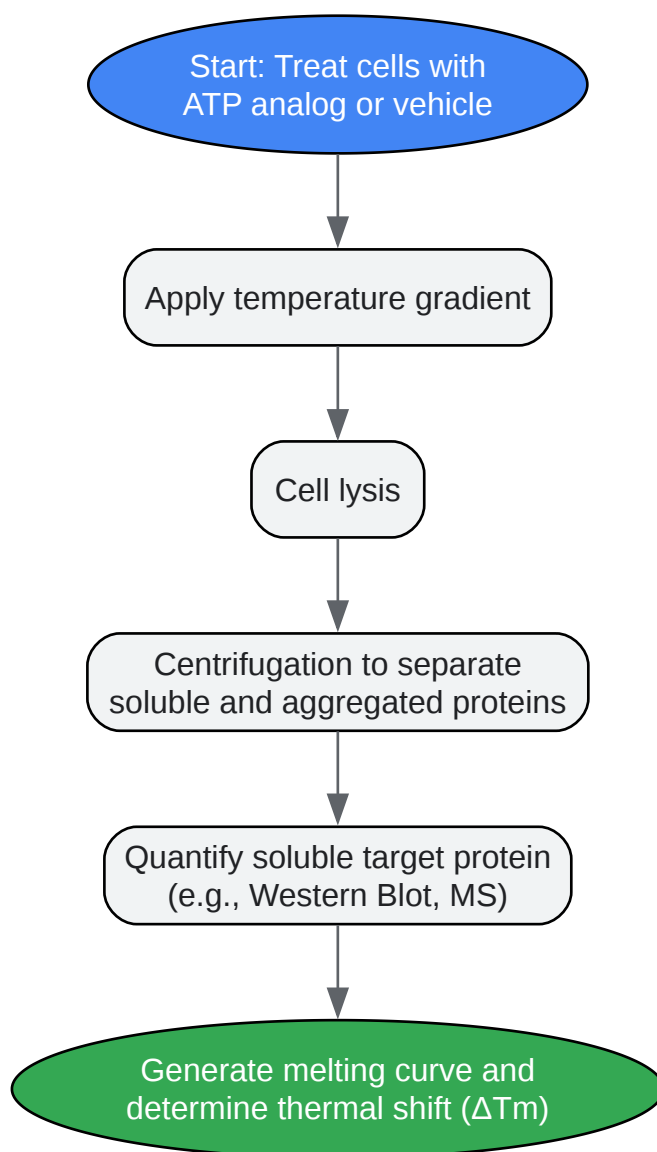 Start: Treat cells with
ATP analog or vehicle
Apply temperature gradient
Cell lysis
Centrifugation to separate
soluble and aggregated proteins
Quantify soluble target protein
(e.g., Western Blot, MS)
Generate melting curve and
determine thermal shift (ΔTm)